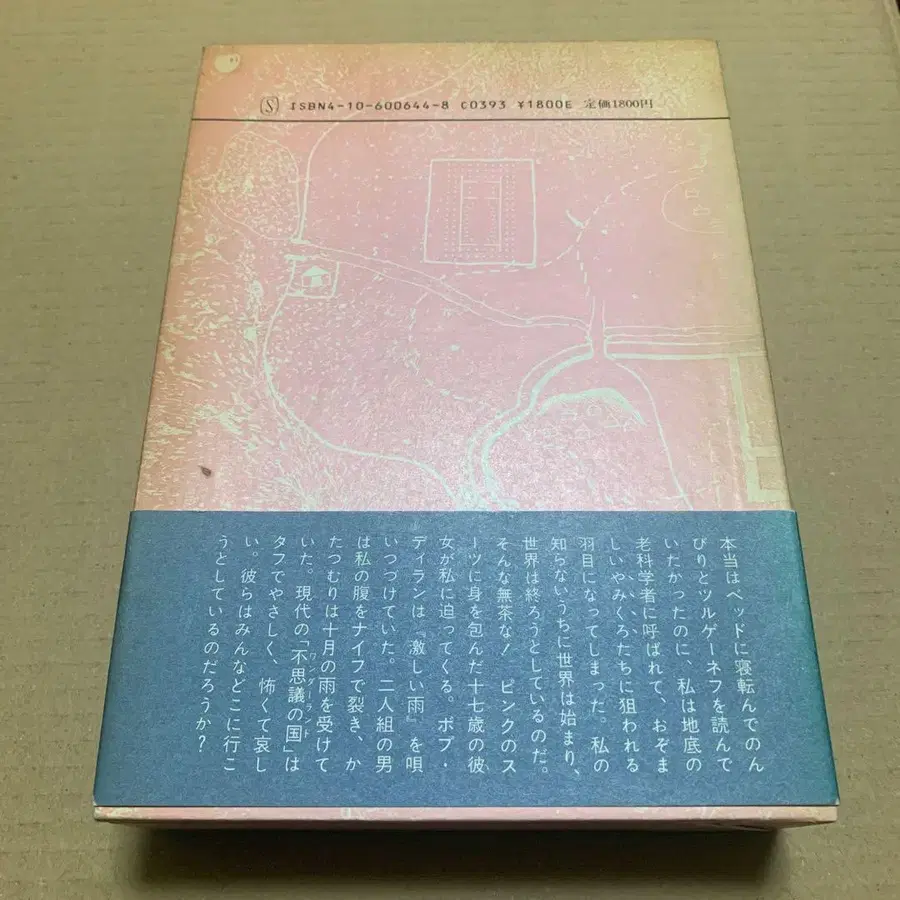 Ⓢ ISBN4-10-600644-8 C0393 ¥1800E 定価1800円
本当はベッドに寝転んでのん
びりとツルゲーネフを読んで
いたかったのに、私は地底の
老科学者に呼ばれて、おぞま
しいやみくろたちに狙われる
羽目になってしまった。私の
知らないうちに世界は始まり、
世界は終ろうとしているのだ。
そんな無茶な! ピンクのス
ーツに身を包んだ十七歳の彼
女が私に迫ってくる。ボブ・
ディランは『激しい雨』を唄
いつづけていた。二人組の男
は私の腹をナイフで裂き、か
たつむりは十月の雨を受けて
いた。現代の「不思議の国」は
ワンダーランド
タフでやさしく、怖くて哀し
い。彼らはみんなどこに行こ
うとしているのだろうか?